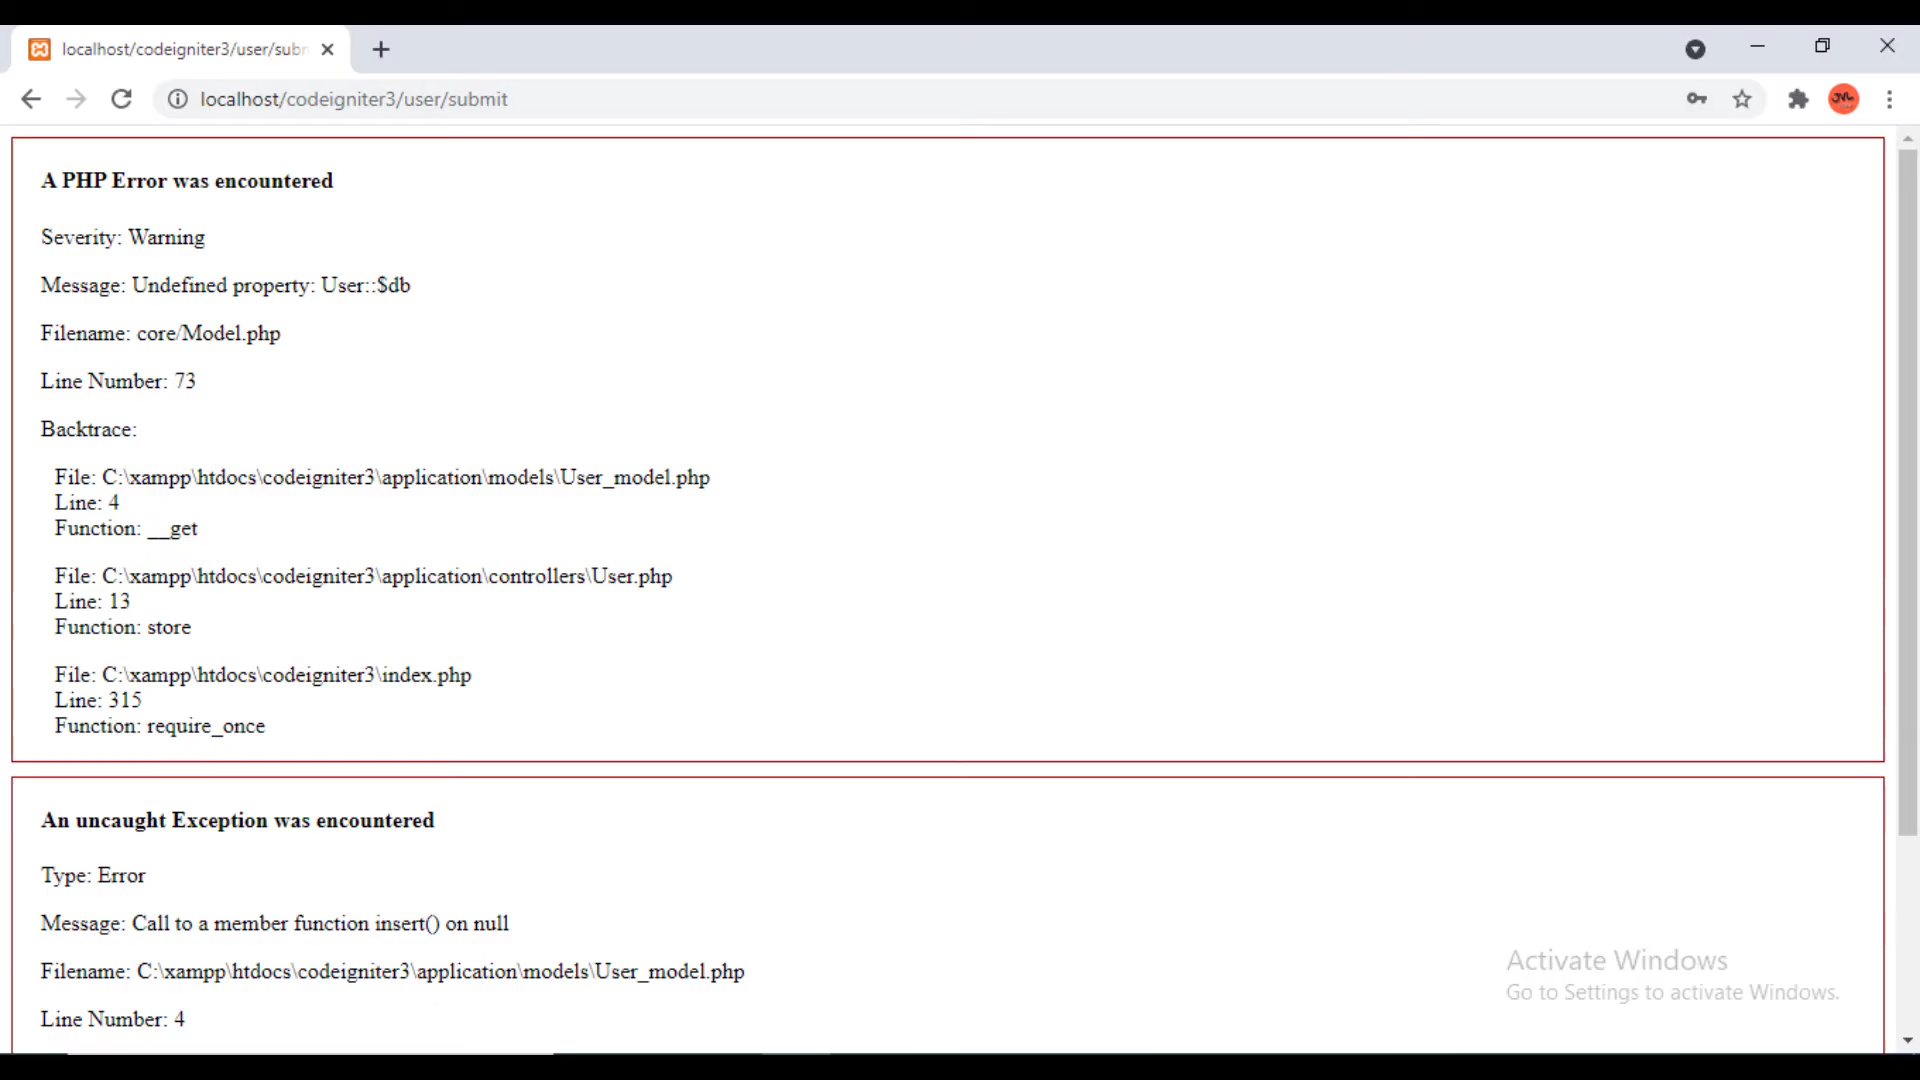 localhost/codeigniter3/user/subm
localhost/codeigniter3/user/submit
A PHP Error was encountered
Severity: Warning
Message: Undefined property: User::$db
Filename: core/Model.php
Line Number: 73
Backtrace:
File: C:\xampp\htdocs\codeigniter3\application\models\User_model.php
Line: 4
Function: __get
File: C:\xampp\htdocs\codeigniter3\application\controllers\User.php
Line: 13
Function: store
File: C:\xampp\htdocs\codeigniter3\index.php
Line: 315
Function: require_once
An uncaught Exception was encountered
Type: Error
Message: Call to a member function insert() on null
Filename: C:\xampp\htdocs\codeigniter3\application\models\User_model.php
Line Number: 4
Activate Windows
Go to Settings to activate Windows.